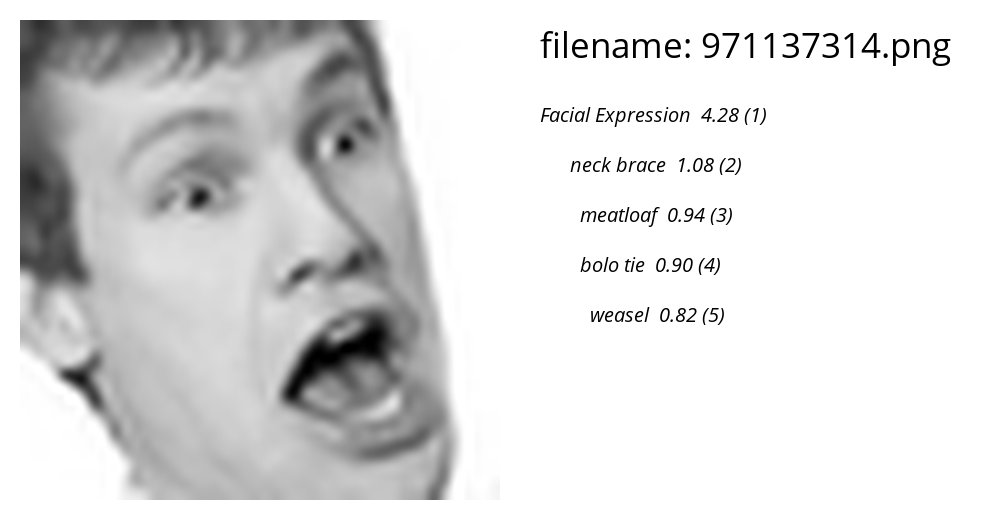 filename: 971137314.png
Facial Expression 4.28 (1)
neck brace 1.08 (2)
meatloaf 0.94 (3)
bolo tie 0.90 (4)
weasel 0.82 (5)